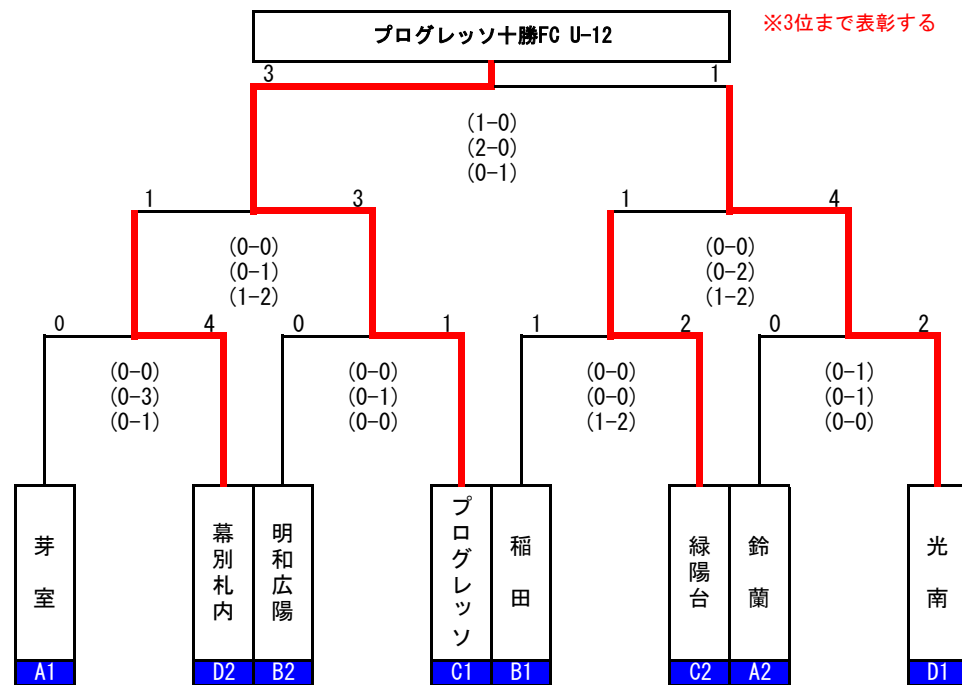 プログレッソ十勝FC U-12
※3位まで表彰する
3 1
(1-0)
(2-0)
(0-1)
1 3 1 4
(0-0) (0-0)
(0-1) (0-2)
(1-2) (1-2)
0 4 0 1 1 2 0 2
(0-0) (0-0) (0-0) (0-1)
(0-3) (0-1) (0-0) (0-1)
(0-1) (0-0) (1-2) (0-0)
芽室
幕別札内
明和広陽
プログレッソ
稲田
緑陽台
鈴蘭
光南
A1 D2 B2 C1 B1 C2 A2 D1